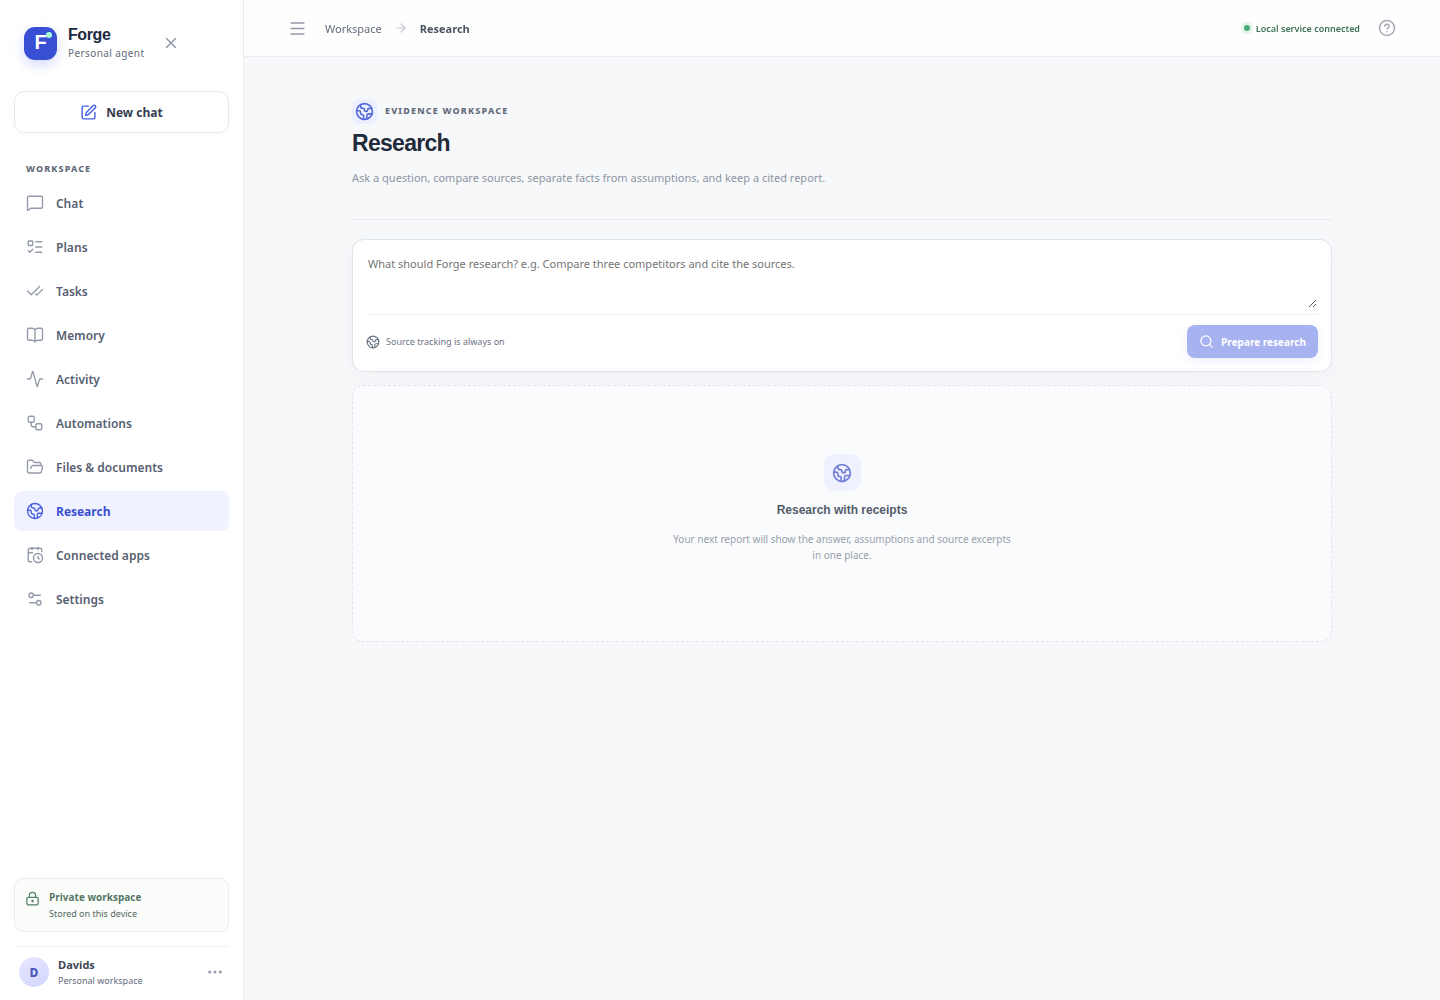 F
Forge
Personal agent
New chat
WORKSPACE
Chat
Plans
Tasks
Memory
Activity
Automations
Files & documents
Research
Connected apps
Settings
Private workspace
Stored on this device
D
Davids
Personal workspace
Workspace
Research
Local service connected
EVIDENCE WORKSPACE
Research
Ask a question, compare sources, separate facts from assumptions, and keep a cited report.
What should Forge research? e.g. Compare three competitors and cite the sources.
Source tracking is always on
Prepare research
Research with receipts
Your next report will show the answer, assumptions and source excerpts
in one place.